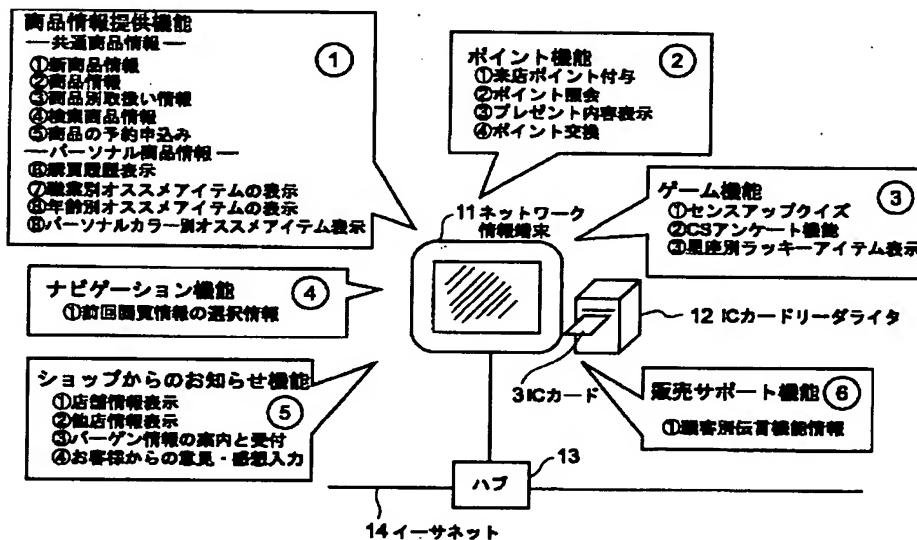 商品情報提供機能
―共通商品情報―
①新商品情報
②商品情報
③商品別取扱い情報
④検索商品情報
⑤商品の予約申込み
―パーソナル商品情報―
⑥購買履歴表示
⑦職業別オススメアイテムの表示
⑧年齢別オススメアイテムの表示
⑧パーソナルカラー別オススメアイテム表示
①
ポイント機能
①来店ポイント付与
②ポイント照会
③プレゼント内容表示
④ポイント交換
②
ゲーム機能
①センスアップクイズ
②CSアンケート機能
③星座別ラッキーアイテム表示
③
11 ネットワーク
情報端末
ナビゲーション機能
①前回閲覧情報の選択情報
④
12 ICカードリーダライタ
3 ICカード
ショップからのお知らせ機能
①店舗情報表示
②他店情報表示
③バーゲン情報の案内と受付
④お客様からの意見・感想入力
⑤
販売サポート機能
①顧客別伝言機能情報
⑥
13
ハブ
14 イーサネット